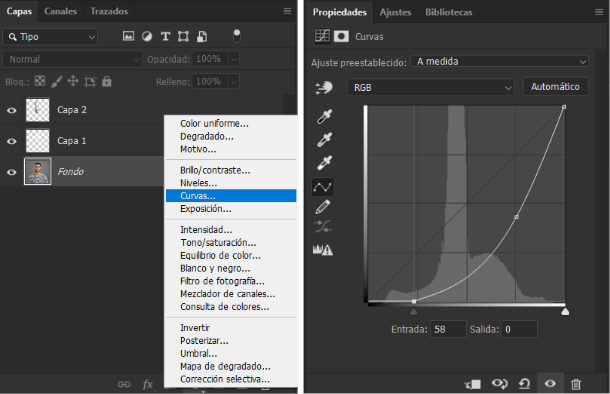 Capas Canales Trazados
Tipo
Normal Opacidad: 100%
Bloq.: Relleno: 100%
Capa 2
Capa 1
Fondo
fx
Color uniforme...
Degradado...
Motivo...
Brillo/contraste...
Niveles...
Curvas...
Exposición...
Intensidad...
Tono/saturación...
Equilibrio de color...
Blanco y negro...
Filtro de fotografía...
Mezclador de canales...
Consulta de colores...
Invertir
Posterizar...
Umbral...
Mapa de degradado...
Corrección selectiva...
Propiedades Ajustes Bibliotecas
Curvas
Ajuste preestablecido: A medida
RGB Automático
Entrada: 58 Salida: 0